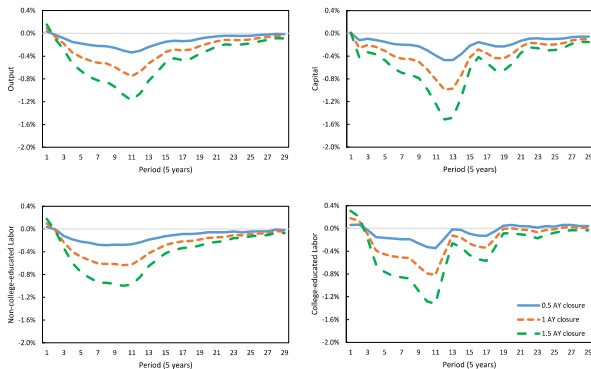 0.4%
0.0%
-0.4%
-0.8%
-1.2%
-1.6%
-2.0%
Output
1 3 5 7 9 11 13 15 17 19 21 23 25 27 29
Period (5 years)
0.4%
0.0%
-0.4%
-0.8%
-1.2%
-1.6%
-2.0%
Capital
1 3 5 7 9 11 13 15 17 19 21 23 25 27 29
Period (5 years)
0.4%
0.0%
-0.4%
-0.8%
-1.2%
-1.6%
-2.0%
Non-college-educated Labor
1 3 5 7 9 11 13 15 17 19 21 23 25 27 29
Period (5 years)
0.4%
0.0%
-0.4%
-0.8%
-1.2%
-1.6%
-2.0%
College-educated Labor
0.5 AY closure
1 AY closure
1.5 AY closure
1 3 5 7 9 11 13 15 17 19 21 23 25 27 29
Period (5 years)